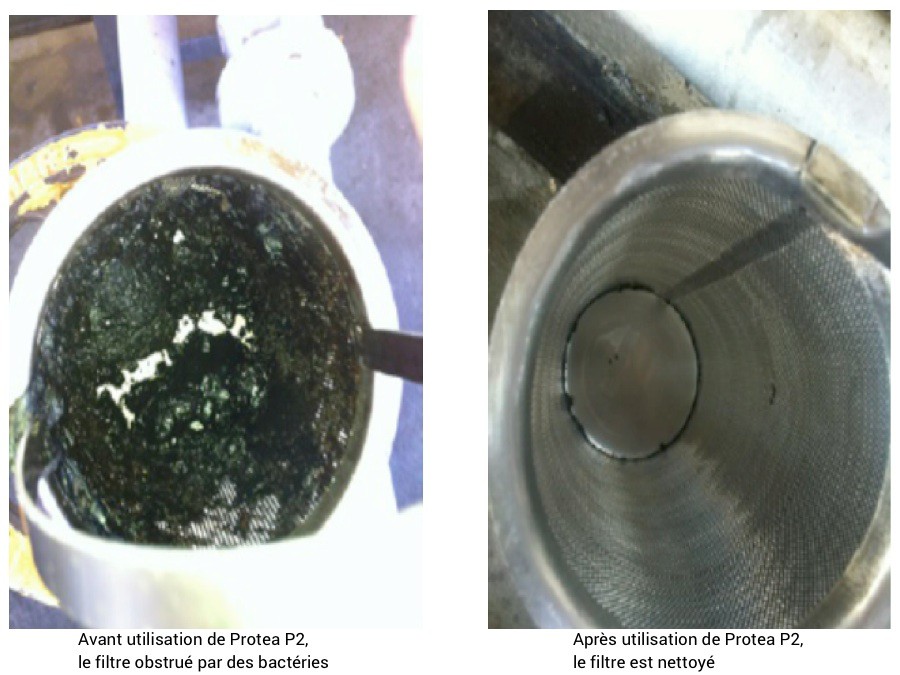 Avant utilisation de Protea P2,
le filtre obstrué par des bactéries
Après utilisation de Protea P2,
le filtre est nettoyé